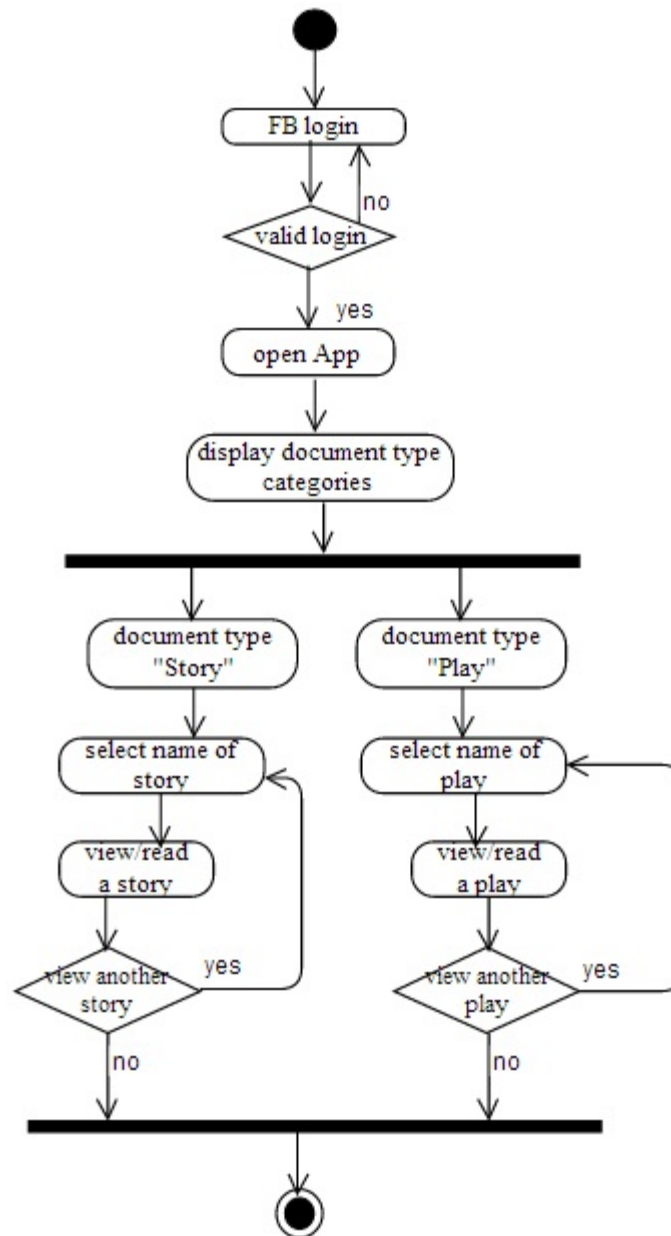 FB login
no
valid login
yes
open App
display document type
categories
document type
"Story"
document type
"Play"
select name of
story
select name of
play
view/read
a story
view/read
a play
view another
story
yes
view another
play
yes
no
no